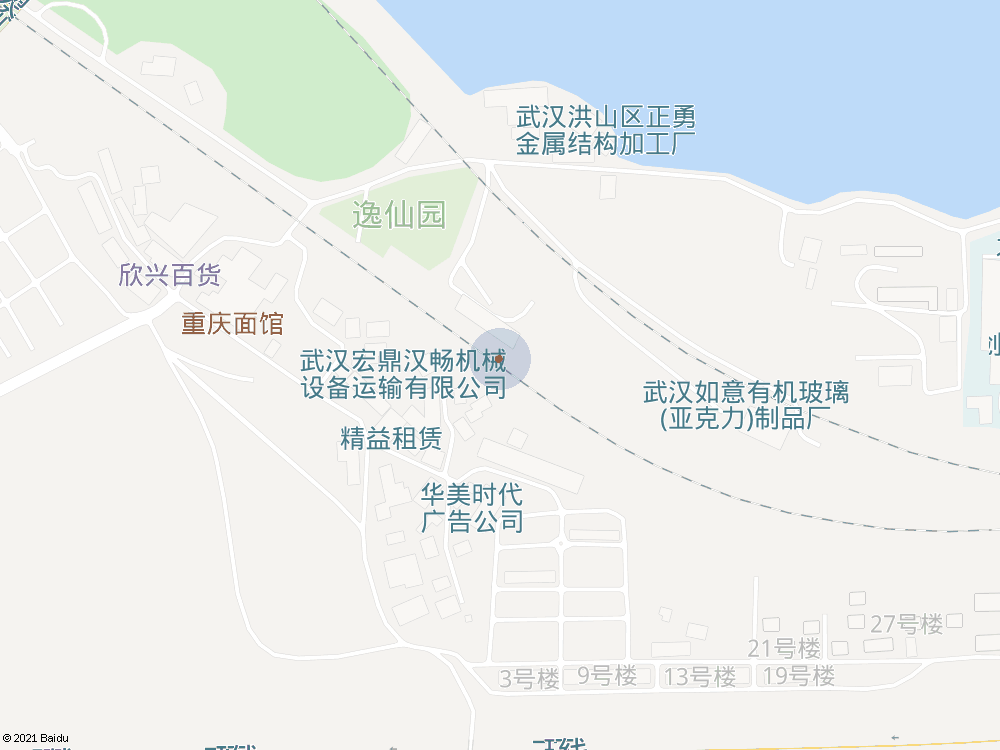 武汉洪山区正勇
金属结构加工厂
逸仙园
欣兴百货
重庆面馆
武汉宏鼎汉畅机械
设备运输有限公司
武汉如意有机玻璃
(亚克力)制品厂
精益租赁
华美时代
广告公司
27号楼
21号楼
3号楼
9号楼
13号楼
19号楼
© 2021 Baidu